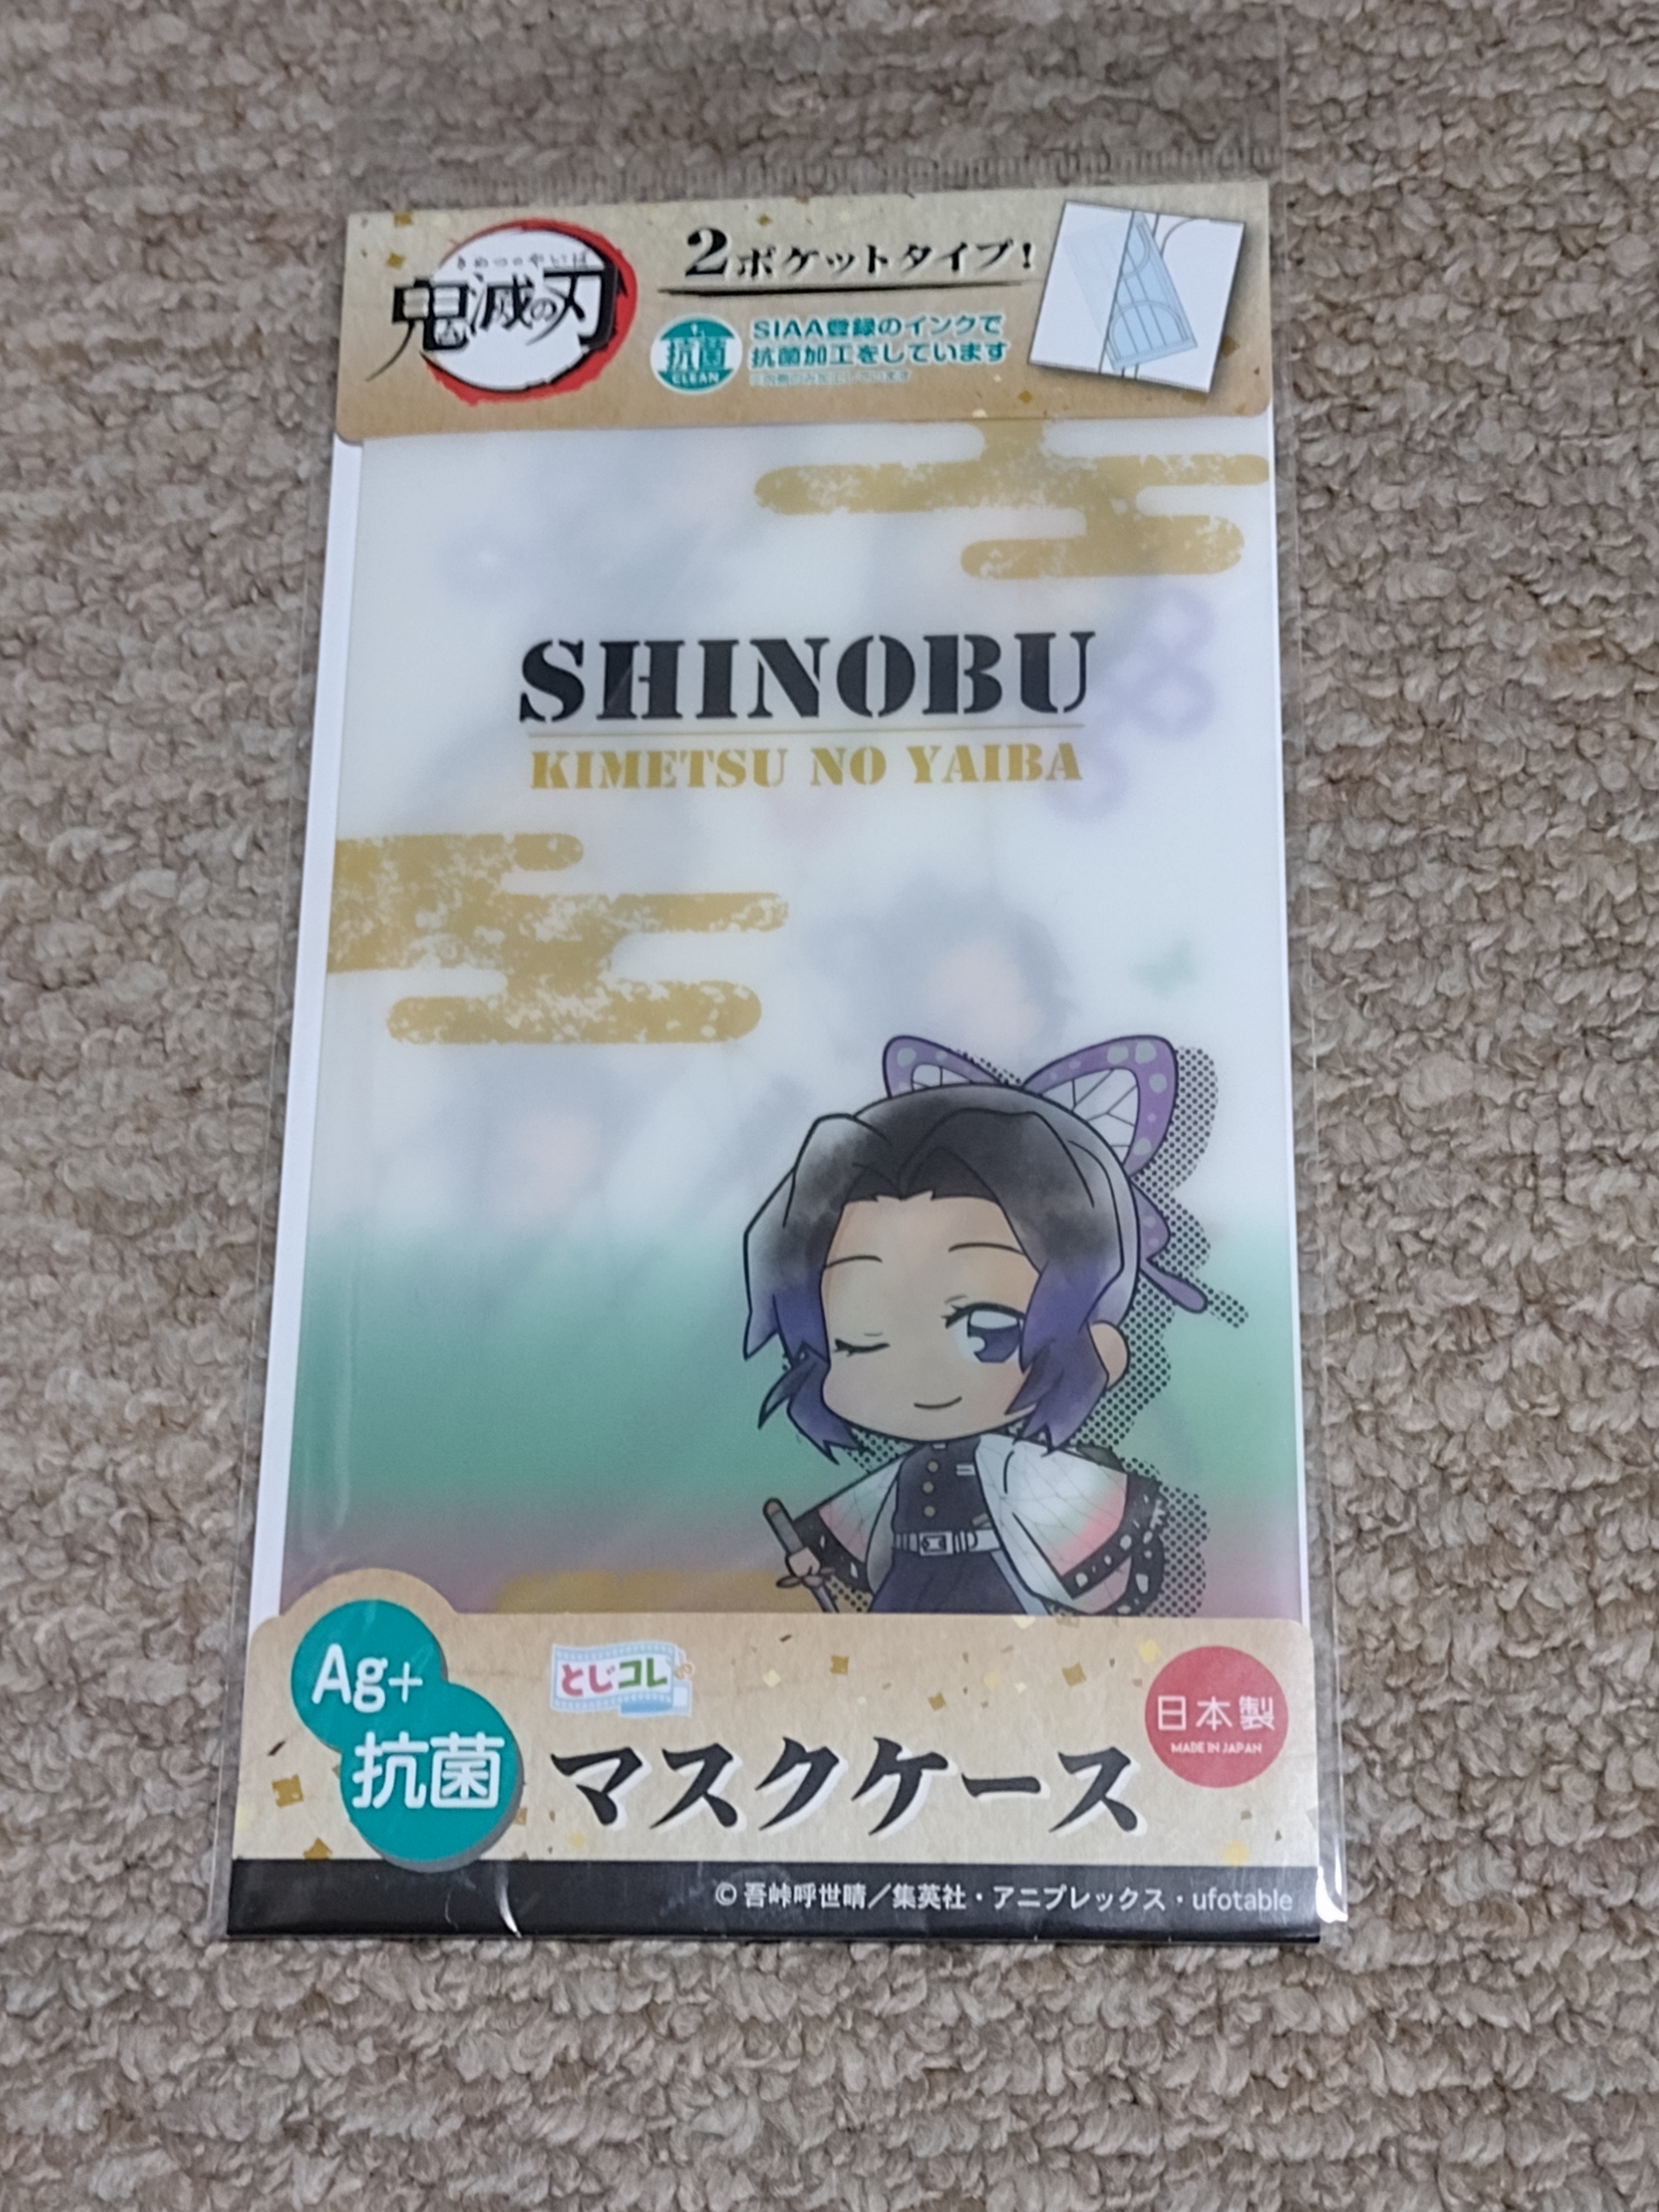 きめつのやいば
鬼滅の刃
2ポケットタイプ!
抗菌
CLEAN
SIAA登録のインクで
抗菌加工をしています
SHINOBU
KIMETSU NO YAIBA
Ag+
抗菌
とじコレ
マスクケース
日本製
MADE IN JAPAN
©吾峠呼世晴／集英社・アニプレックス・ufotable